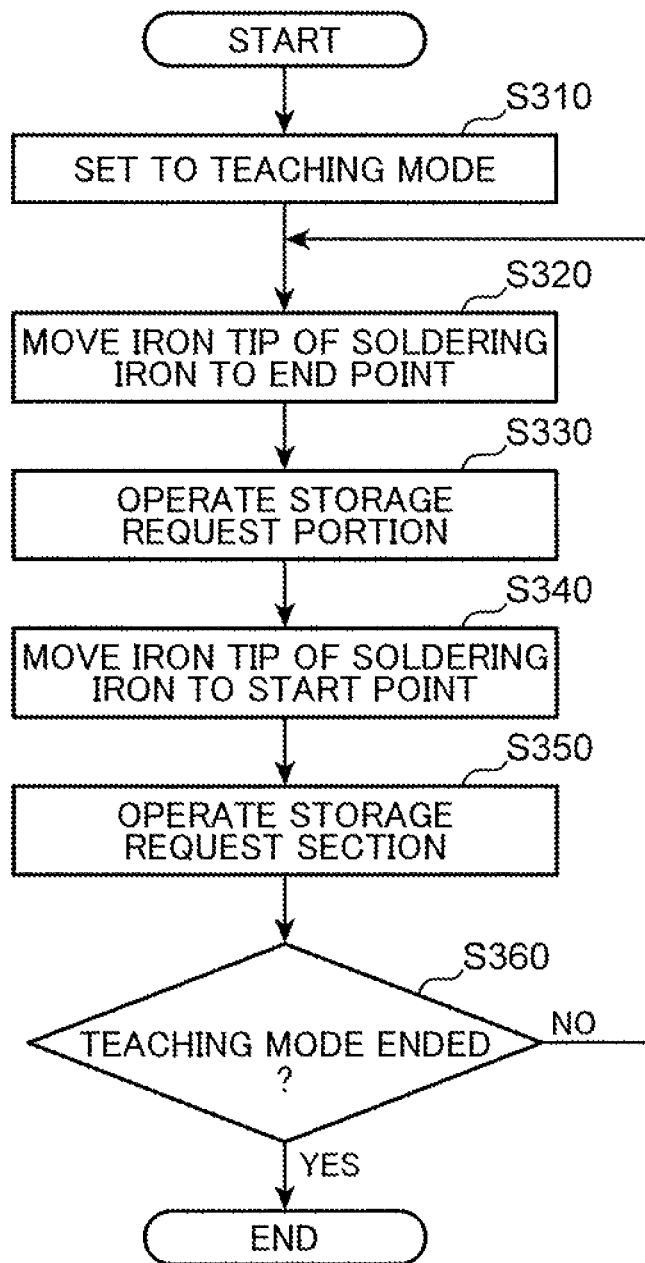 START
S310
SET TO TEACHING MODE
S320
MOVE IRON TIP OF SOLDERING
IRON TO END POINT
S330
OPERATE STORAGE
REQUEST PORTION
S340
MOVE IRON TIP OF SOLDERING
IRON TO START POINT
S350
OPERATE STORAGE
REQUEST SECTION
S360
TEACHING MODE ENDED
?
NO
YES
END